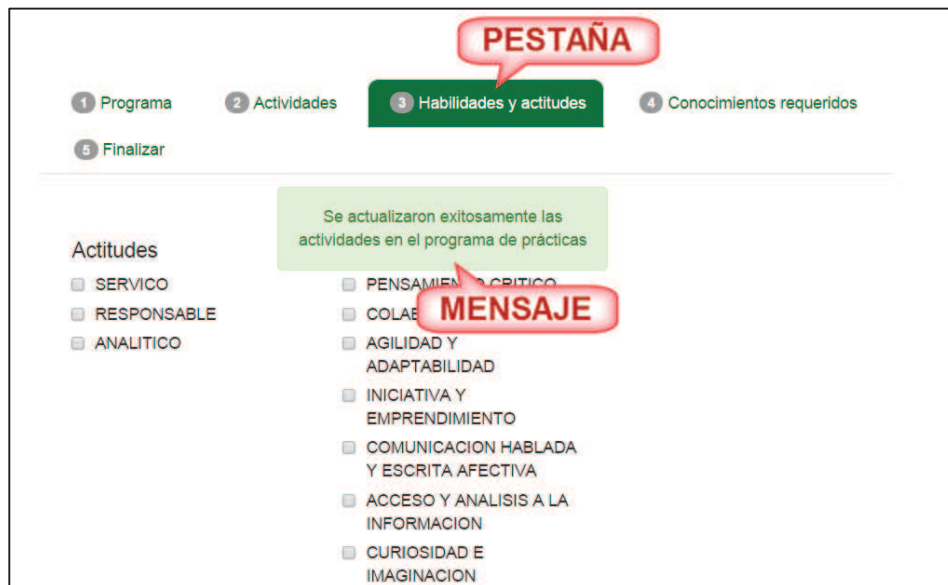 PESTAÑA
1 Programa 2 Actividades 3 Habilidades y actitudes 4 Conocimientos requeridos
5 Finalizar
Se actualizaron exitosamente las
actividades en el programa de prácticas
Actitudes
SERVICO
RESPONSABLE
ANALITICO
CRITICO
MENSAJE
AGILIDAD Y
ADAPTABILIDAD
INICIATIVA Y
EMPRENDIMIENTO
COMUNICACION HABLADA
Y ESCRITA AFECTIVA
ACCESO Y ANALISIS A LA
INFORMACION
CURIOSIDAD E
IMAGINACION